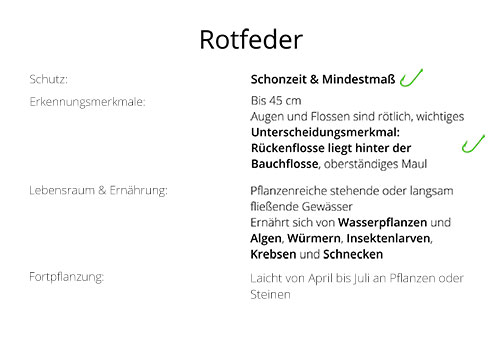 Rotfeder
Schutz:
Schonzeit & Mindestmaß
Erkennungsmerkmale:
Bis 45 cm
Augen und Flossen sind rötlich, wichtiges
Unterscheidungsmerkmal:
Rückenflosse liegt hinter der
Bauchflosse, oberständiges Maul
Lebensraum & Ernährung:
Pflanzenreiche stehende oder langsam
fließende Gewässer
Ernährt sich von Wasserpflanzen und
Algen, Würmern, Insektenlarven,
Krebsen und Schnecken
Fortpflanzung:
Laicht von April bis Juli an Pflanzen oder
Steinen